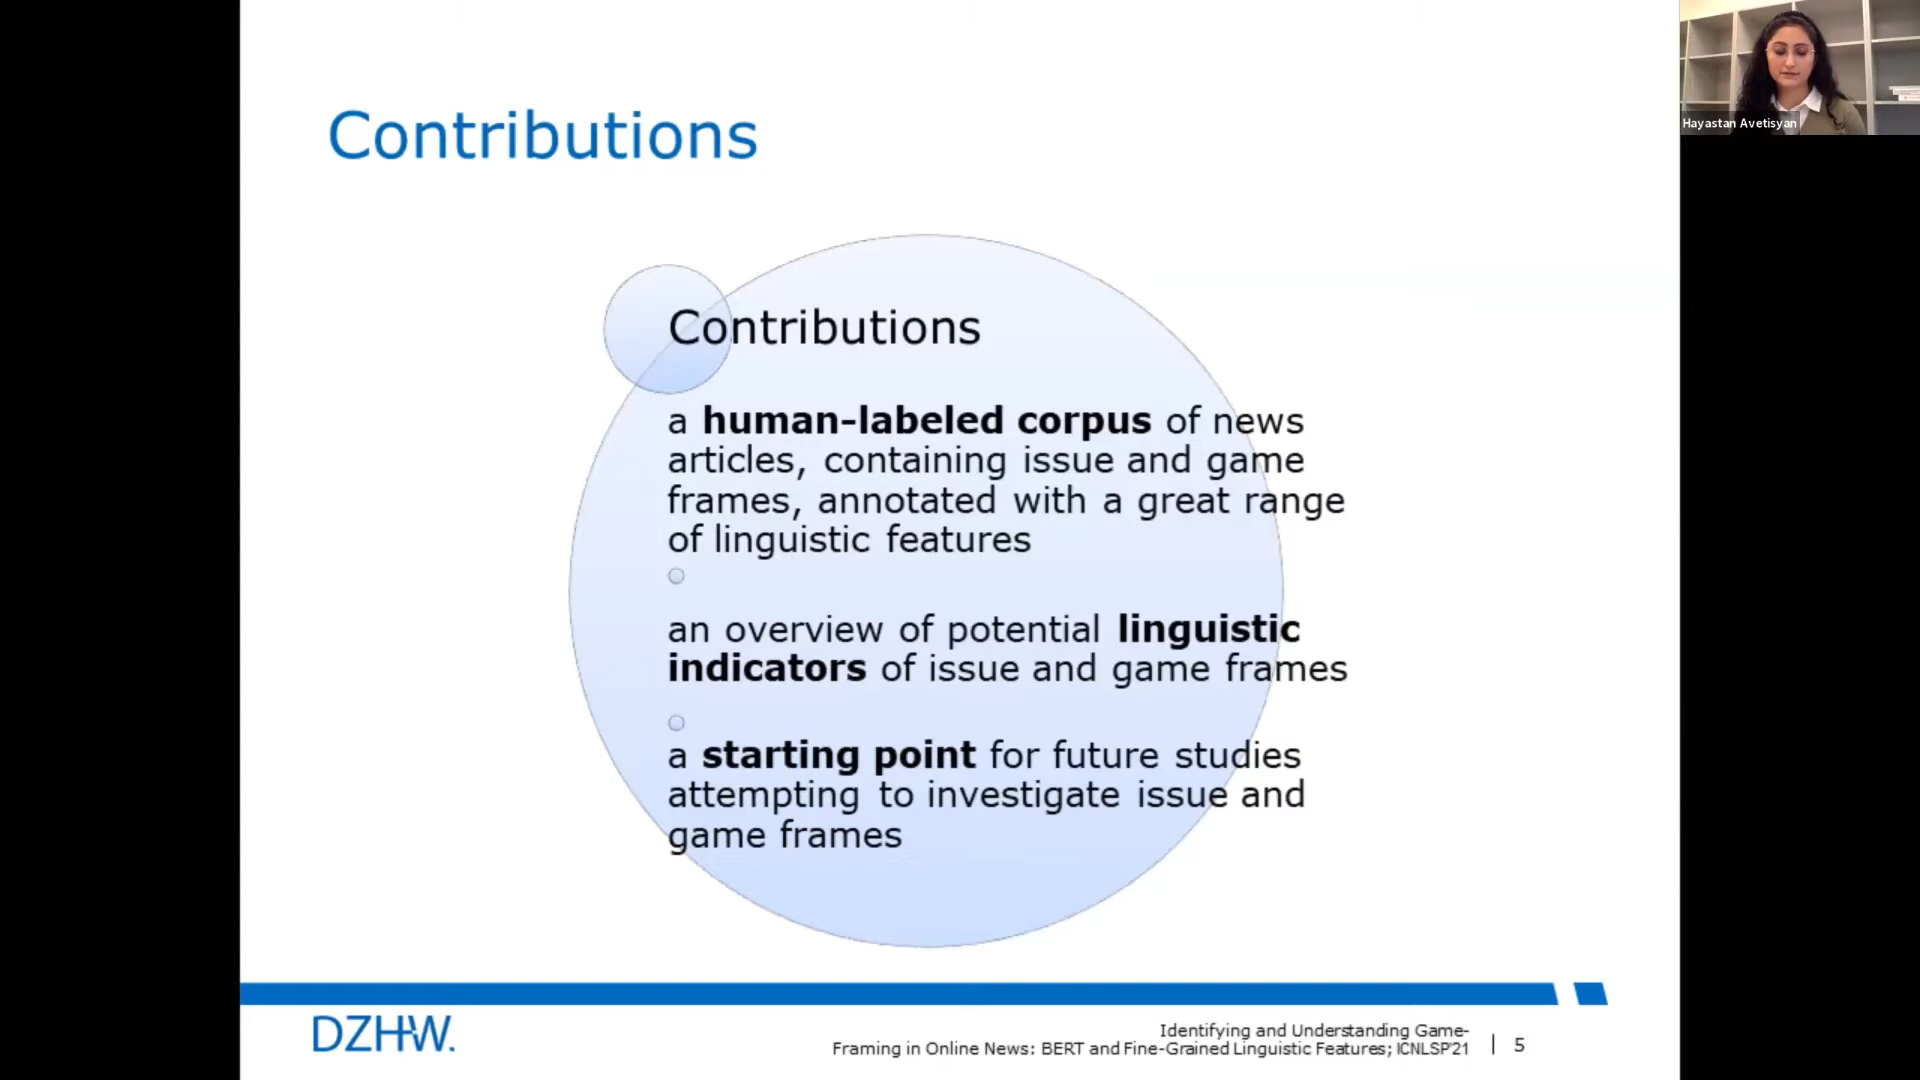 Contributions
Hayastan Avetisyan
Contributions
a human-labeled corpus of news
articles, containing issue and game
frames, annotated with a great range
of linguistic features
an overview of potential linguistic
indicators of issue and game frames
a starting point for future studies
attempting to investigate issue and
game frames
DZHW.
Identifying and Understanding Game-
Framing in Online News: BERT and Fine-Grained Linguistic Features; ICNLSP'21 | 5